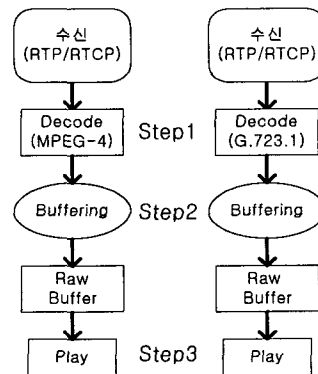 수신
(RTP/RTCP)
수신
(RTP/RTCP)
Decode
(MPEG-4)
Step1
Decode
(G.723.1)
Buffering
Step2
Buffering
Raw
Buffer
Raw
Buffer
Play
Step3
Play